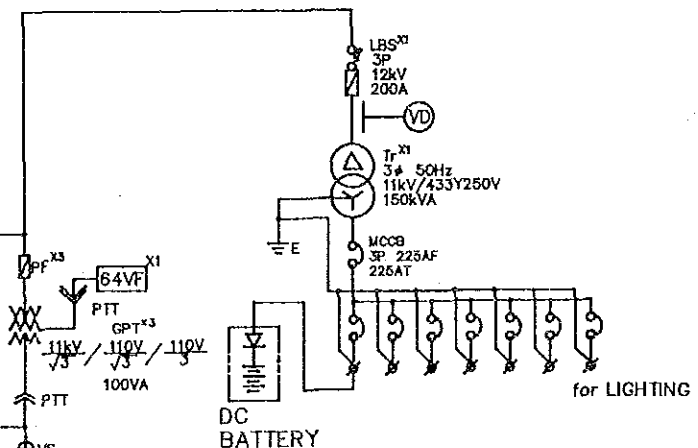 LBS X1
3P
12kV
200A
VD
Tr X1
3φ 50Hz
11kV/433Y250V
150kVA
E
MCCB
3P 225AF
225AT
PF X3
64VF X1
PTT
GPT X3
11kV/√3 / 110V/√3 / 110V/3
100VA
PTT
DC
BATTERY
for LIGHTING
VS